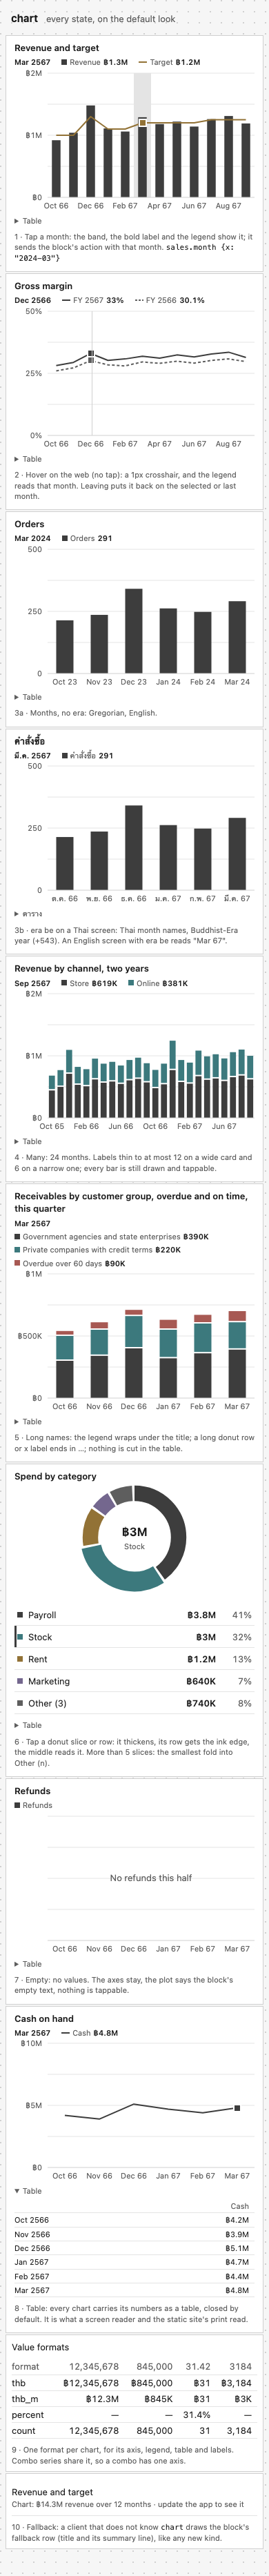 chart every state, on the default look
Revenue and target
Mar 2567 Revenue ฿1.3M Target ฿1.2M
฿2M
฿1M
฿0
Oct 66 Dec 66 Feb 67 Apr 67 Jun 67 Aug 67
Table
1 · Tap a month: the band, the bold label and the legend show it; it
sends the block's action with that month. sales.month {x:
"2024-03"}
Gross margin
Dec 2566 FY 2567 33% FY 2566 30.1%
50%
25%
0%
Oct 66 Dec 66 Feb 67 Apr 67 Jun 67 Aug 67
Table
2 · Hover on the web (no tap): a 1px crosshair, and the legend
reads that month. Leaving puts it back on the selected or last
month.
Orders
Mar 2024 Orders 291
500
250
0
Oct 23 Nov 23 Dec 23 Jan 24 Feb 24 Mar 24
Table
3a · Months, no era: Gregorian, English.
คำสั่งซื้อ
มี.ค. 2567 คำสั่งซื้อ 291
500
250
0
ต.ค. 66 พ.ย. 66 ธ.ค. 66 ม.ค. 67 ก.พ. 67 มี.ค. 67
ตาราง
3b · era be on a Thai screen: Thai month names, Buddhist-Era
year (+543). An English screen with era be reads "Mar 67".
Revenue by channel, two years
Sep 2567 Store ฿619K Online ฿381K
฿2M
฿1M
฿0
Oct 65 Feb 66 Jun 66 Oct 66 Feb 67 Jun 67
Table
4 · Many: 24 months. Labels thin to at most 12 on a wide card and
6 on a narrow one; every bar is still drawn and tappable.
Receivables by customer group, overdue and on time,
this quarter
Mar 2567
Government agencies and state enterprises ฿390K
Private companies with credit terms ฿220K
Overdue over 60 days ฿90K
฿1M
฿500K
฿0
Oct 66 Nov 66 Dec 66 Jan 67 Feb 67 Mar 67
Table
5 · Long names: the legend wraps under the title; a long donut row
or x label ends in …; nothing is cut in the table.
Spend by category
฿3M
Stock
Payroll ฿3.8M 41%
Stock ฿3M 32%
Rent ฿1.2M 13%
Marketing ฿640K 7%
Other (3) ฿740K 8%
Table
6 · Tap a donut slice or row: it thickens, its row gets the ink edge,
the middle reads it. More than 5 slices: the smallest fold into
Other (n).
Refunds
Refunds
No refunds this half
Oct 66 Nov 66 Dec 66 Jan 67 Feb 67 Mar 67
Table
7 · Empty: no values. The axes stay, the plot says the block's
empty text, nothing is tappable.
Cash on hand
Mar 2567 Cash ฿4.8M
฿10M
฿5M
฿0
Oct 66 Nov 66 Dec 66 Jan 67 Feb 67 Mar 67
Table
Cash
Oct 2566 ฿4.2M
Nov 2566 ฿3.9M
Dec 2566 ฿5.1M
Jan 2567 ฿4.7M
Feb 2567 ฿4.4M
Mar 2567 ฿4.8M
8 · Table: every chart carries its numbers as a table, closed by
default. It is what a screen reader and the static site's print read.
Value formats
format 12,345,678 845,000 31.42 3184
thb ฿12,345,678 ฿845,000 ฿31 ฿3,184
thb_m ฿12.3M ฿845K ฿31 ฿3K
percent — — 31.4% —
count 12,345,678 845,000 31 3,184
9 · One format per chart, for its axis, legend, table and labels.
Combo series share it, so a combo has one axis.
Revenue and target
Chart: ฿14.3M revenue over 12 months · update the app to see it
10 · Fallback: a client that does not know chart draws the block's
fallback row (title and its summary line), like any new kind.